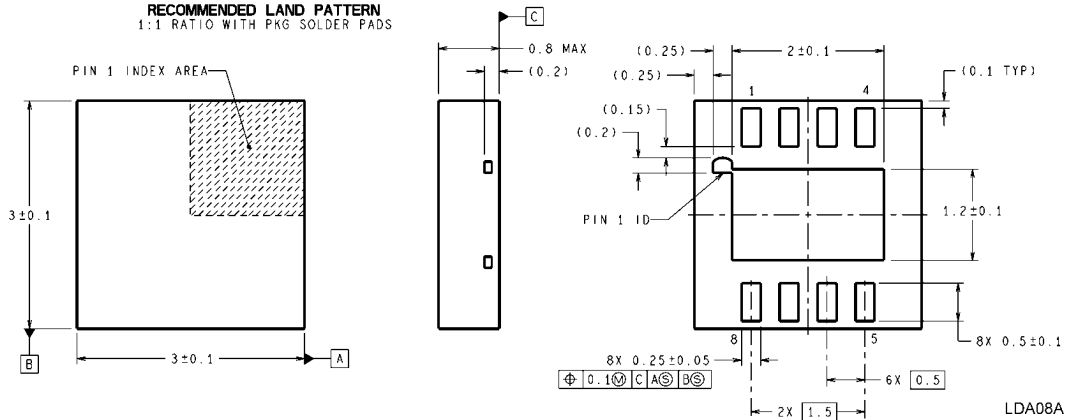 RECOMMENDED LAND PATTERN
1:1 RATIO WITH PKG SOLDER PADS
PIN 1 INDEX AREA
3±0.1
B
3±0.1
A
C
0.8 MAX
(0.2)
(0.25)
2±0.1
(0.25)
(0.1 TYP)
1
4
(0.15)
(0.2)
PIN 1 ID
1.2±0.1
8
5
8X 0.5±0.1
8X 0.25±0.05
⌖ 0.1Ⓜ C AⓈ BⓈ
6X 0.5
2X 1.5
LDA08A